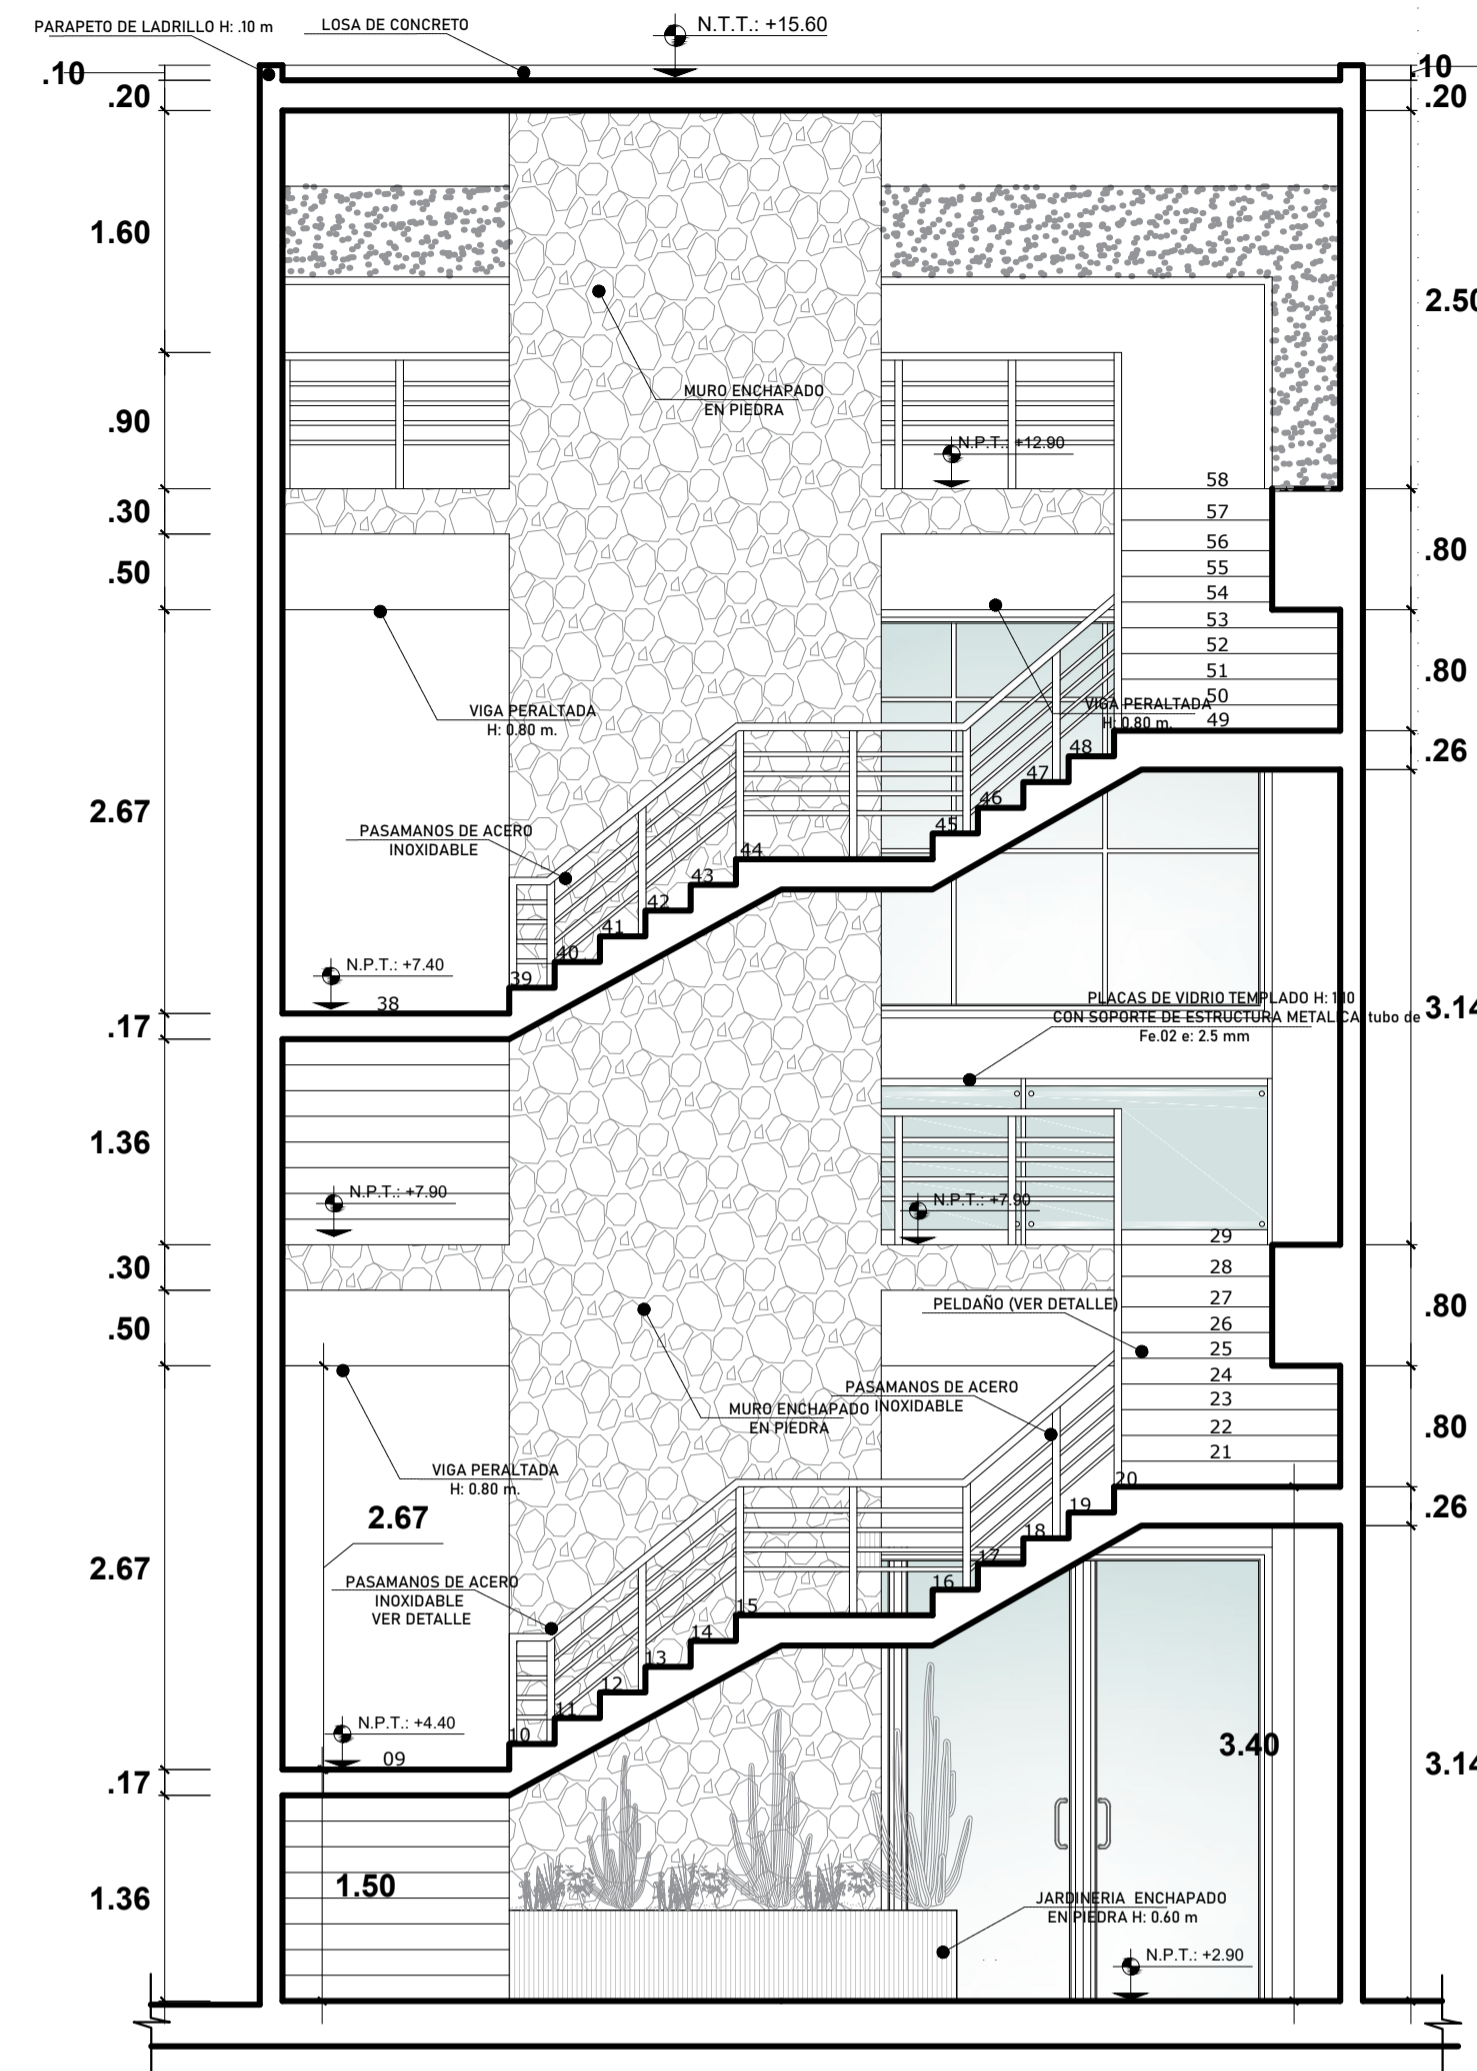 PARAPETO DE LADRILLO H: .10 m
LOSA DE CONCRETO
N.T.T.: +15.60
.10
.10
.20
.20
1.60
2.50
MURO ENCHAPADO
EN PIEDRA
.90
N.P.T.: +12.90
58
.30
57
56
.80
.50
55
54
53
52
.80
51
50
VIGA PERALTADA
H: 0.80 m.
VIGA PERALTADA
H: 0.80 m.
49
48
.26
47
46
2.67
45
PASAMANOS DE ACERO
INOXIDABLE
44
43
42
41
40
39
N.P.T.: +7.40
38
PLACAS DE VIDRIO TEMPLADO H: 1.10
CON SOPORTE DE ESTRUCTURA METALICA, tubo de
Fe.02 e: 2.5 mm
3.14
.17
1.36
N.P.T.: +7.90
N.P.T.: +7.90
29
.30
28
27
PELDAÑO (VER DETALLE)
.80
26
.50
25
24
PASAMANOS DE ACERO
INOXIDABLE
23
MURO ENCHAPADO
EN PIEDRA
22
.80
21
VIGA PERALTADA
H: 0.80 m.
20
2.67
19
.26
18
17
2.67
16
PASAMANOS DE ACERO
INOXIDABLE
VER DETALLE
15
14
13
12
11
10
N.P.T.: +4.40
09
3.40
.17
3.14
1.50
1.36
JARDINERIA ENCHAPADO
EN PIEDRA H: 0.60 m
N.P.T.: +2.90